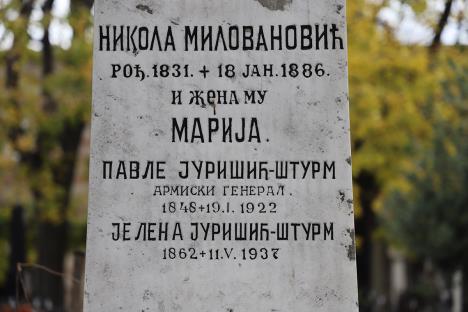 НИКОЛА МИЛОВАНОВИЋ
РОЂ. 1831. + 18 ЈАН. 1886.
И ЖЕНА МУ
МАРИЈА.
ПАВЛЕ ЈУРИШИЋ-ШТУРМ
АРМИСКИ ГЕНЕРАЛ.
1848+19.I.1922
ЈЕЛЕНА ЈУРИШИЋ-ШТУРМ
1862+11.V.1937